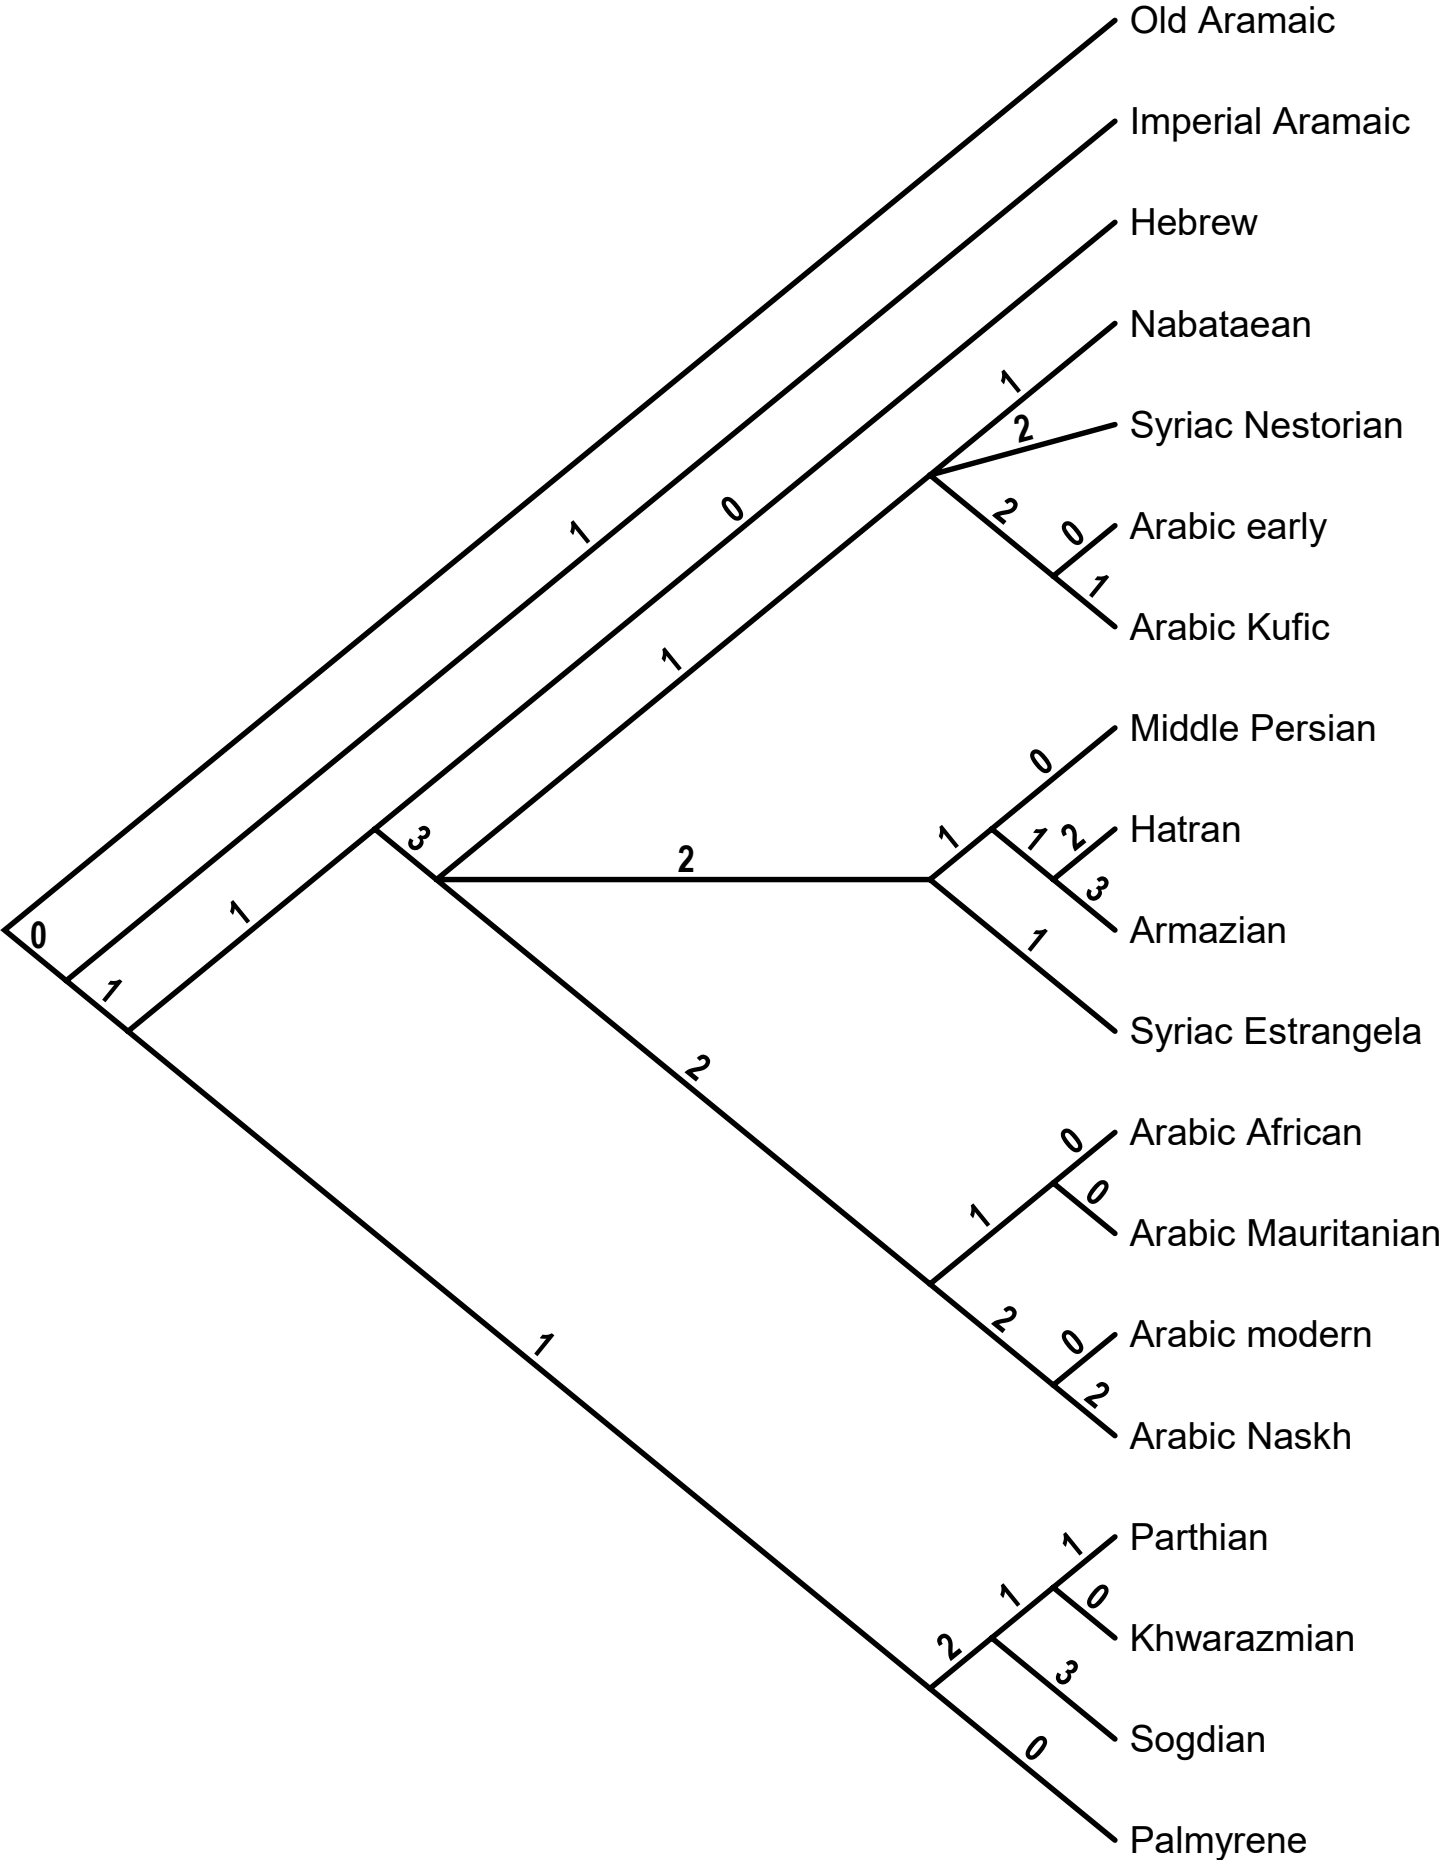 Old Aramaic
Imperial Aramaic
Hebrew
Nabataean
1
2
Syriac Nestorian
2
0
1
0
Arabic early
1
Arabic Kufic
1
Middle Persian
0
3
1
1
2
Hatran
2
3
1
0
1
Armazian
1
1
Syriac Estrangela
2
0
Arabic African
0
1
Arabic Mauritanian
2
0
Arabic modern
1
2
Arabic Naskh
1
Parthian
1
0
2
Khwarazmian
3
Sogdian
0
Palmyrene